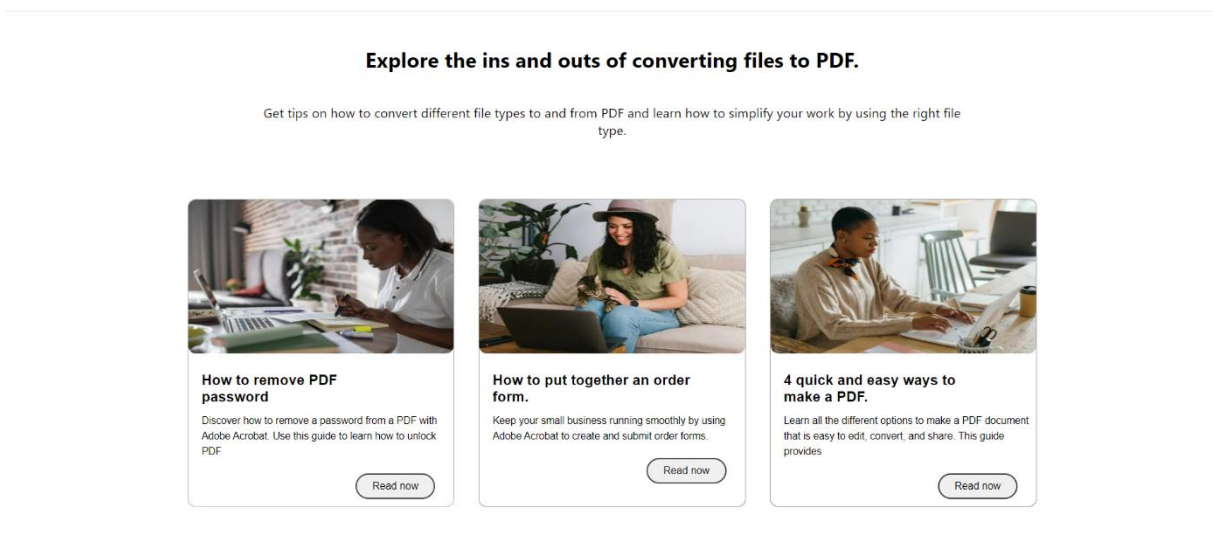 Explore the ins and outs of converting files to PDF.
Get tips on how to convert different file types to and from PDF and learn how to simplify your work by using the right file
type.
How to remove PDF
password
Discover how to remove a password from a PDF with
Adobe Acrobat. Use this guide to learn how to unlock
PDF
Read now
How to put together an order
form.
Keep your small business running smoothly by using
Adobe Acrobat to create and submit order forms.
Read now
4 quick and easy ways to
make a PDF.
Learn all the different options to make a PDF document
that is easy to edit, convert, and share. This guide
provides
Read now